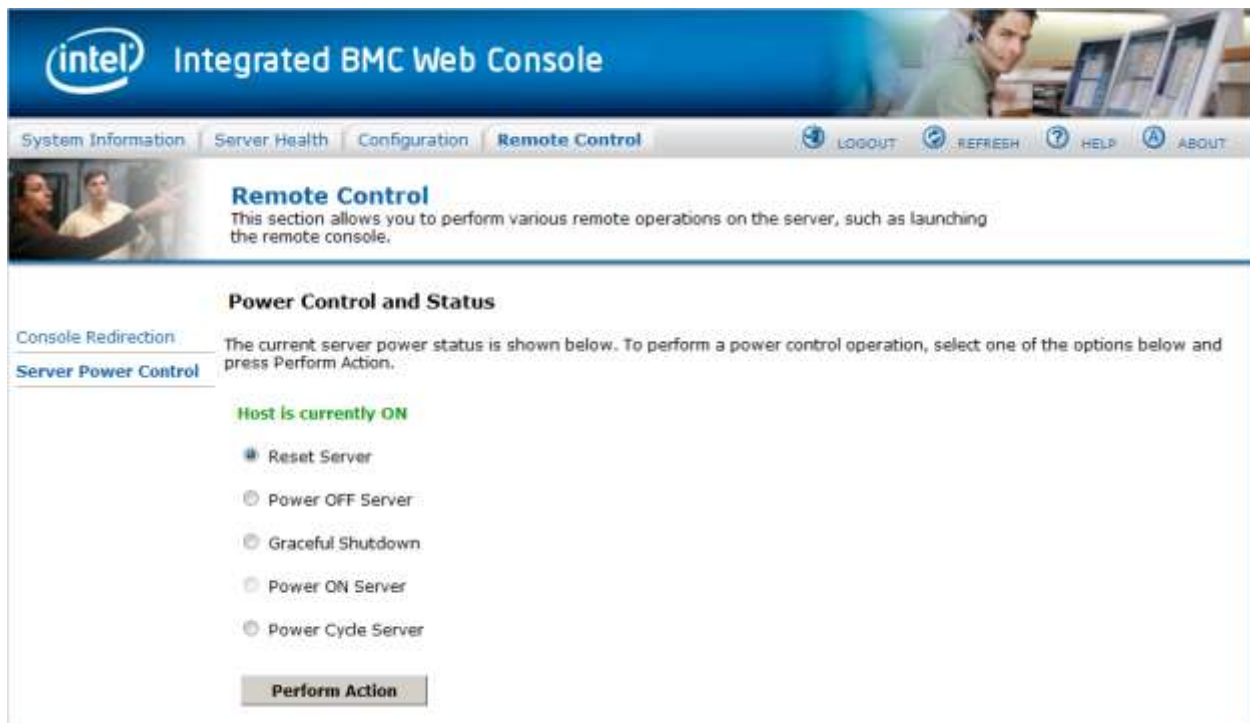 intel Integrated BMC Web Console
System Information Server Health Configuration Remote Control LOGOUT REFRESH HELP ABOUT
Remote Control
This section allows you to perform various remote operations on the server, such as launching
the remote console.
Console Redirection
Server Power Control
Power Control and Status
The current server power status is shown below. To perform a power control operation, select one of the options below and
press Perform Action.
Host is currently ON
Reset Server
Power OFF Server
Graceful Shutdown
Power ON Server
Power Cycle Server
Perform Action